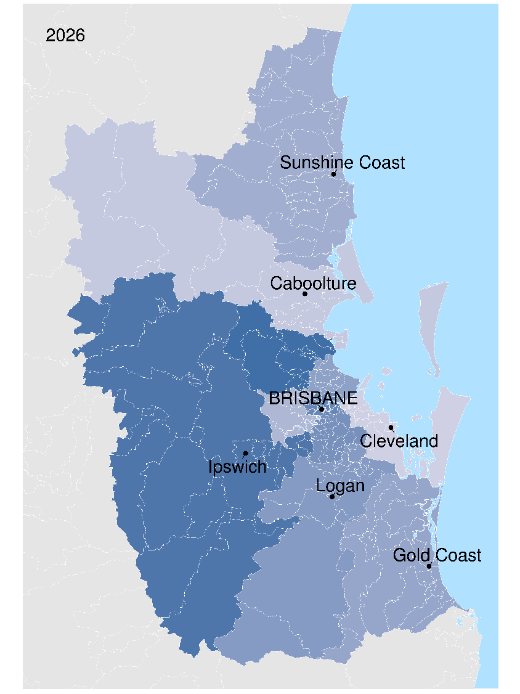 2026
Sunshine Coast
Caboolture
BRISBANE
Cleveland
Ipswich
Logan
Gold Coast